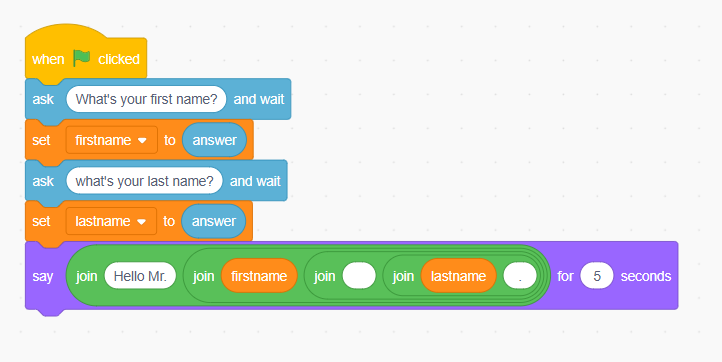 when clicked
ask What's your first name? and wait
set firstname to answer
ask what's your last name? and wait
set lastname to answer
say join Hello Mr. join firstname join join lastname . for 5 seconds